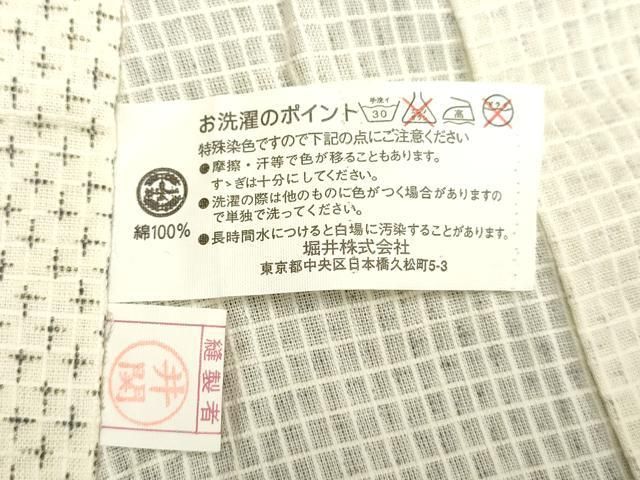 お洗濯のポイント
手洗イ
30
高
特殊染色ですので下記の点にご注意ください
●摩擦・汗等で色が移ることもあります。
すゝぎは十分にしてください。
●洗濯の際は他のものに色がつく場合がありますの
で単独で洗ってください。
●長時間水につけると白場に汚染することがあります。
綿100%
堀井株式会社
東京都中央区日本橋久松町5-3
縫製者
井関